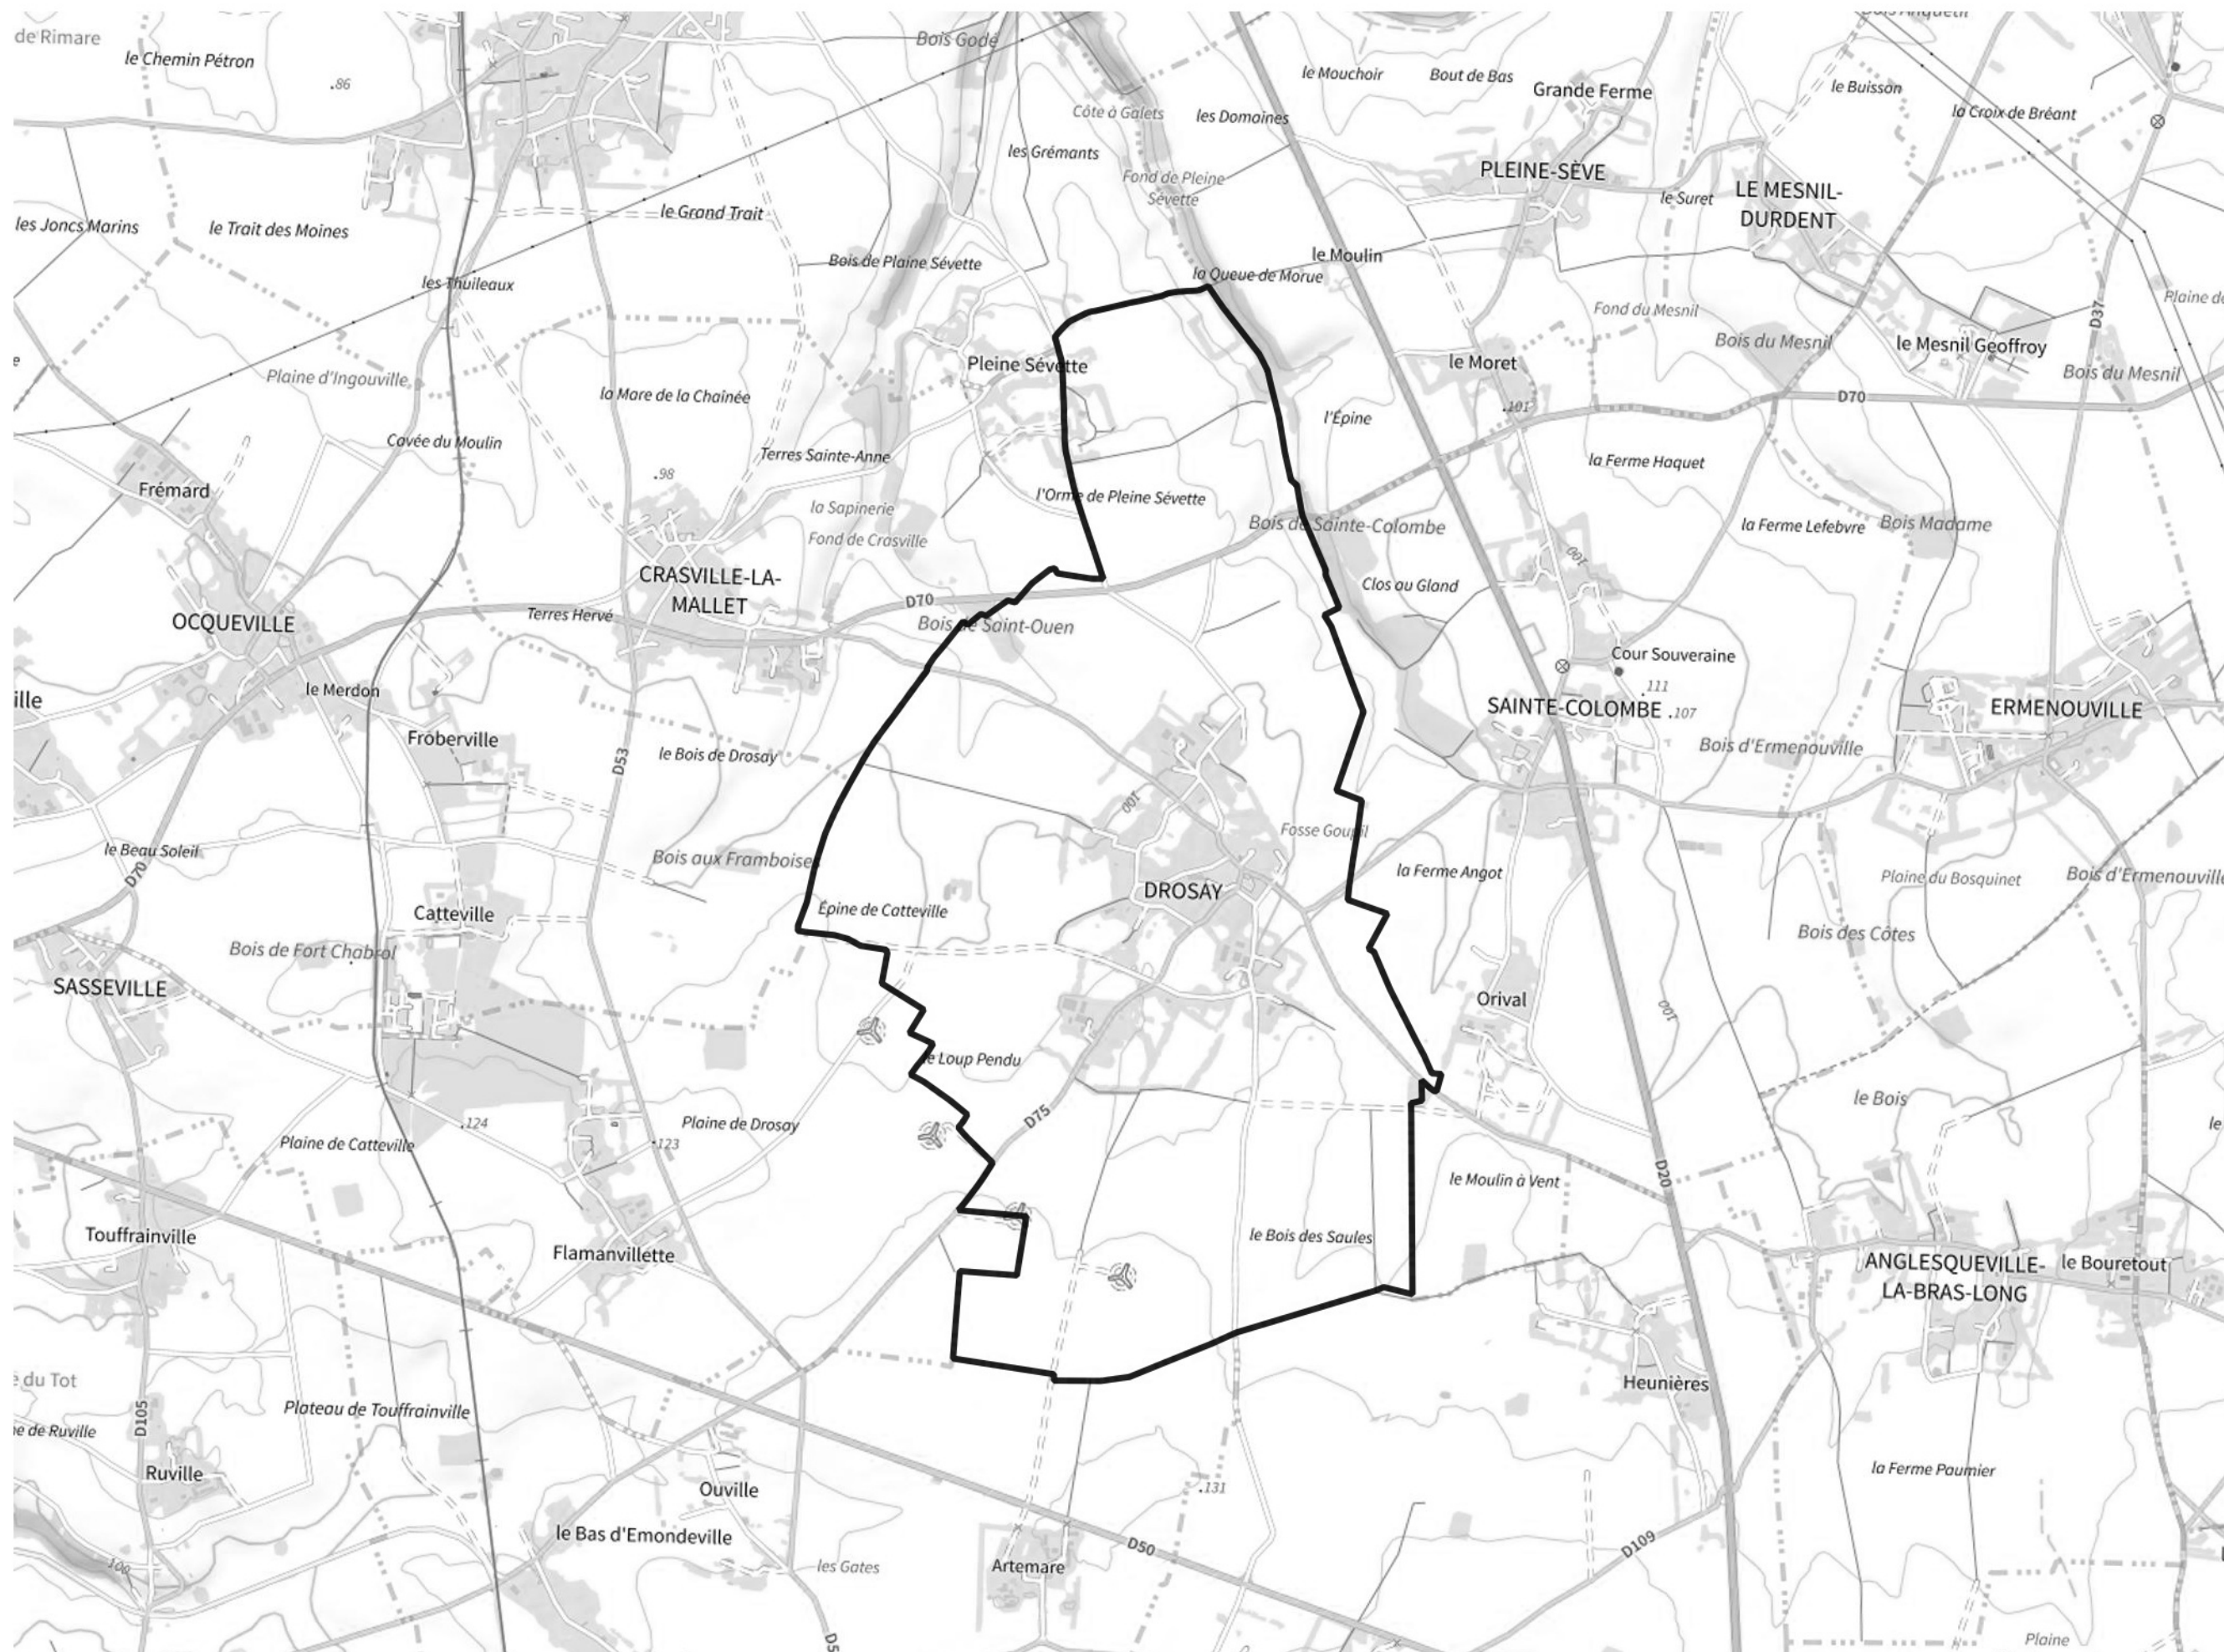 de Rimare
le Chemin Pétron
.86
Bois Godé
le Mouchoir
Bout de Bas
Grande Ferme
le Buisson
la Croix de Bréant
Côte à Galets
les Domaines
les Grémants
Fond de Pleine
Sévette
PLEINE-SÈVE
le Suret
LE MESNIL-
DURDENT
les Joncs Marins
le Trait des Moines
le Grand Trait
Bois de Plaine Sévette
le Moulin
la Queue de Morue
les Thuileaux
Fond du Mesnil
Bois du Mesnil
le Mesnil Geoffroy
D37
Plaine de
Plaine d'Ingouville
Pleine Sévette
le Moret
Bois du Mesnil
la Mare de la Chaînée
.101
D70
l'Épine
Cavée du Moulin
Terres Sainte-Anne
la Ferme Haquet
.98
Frémard
l'Orme de Pleine Sévette
la Sapinerie
Fond de Crasville
Bois de Sainte-Colombe
la Ferme Lefebvre
Bois Madame
100
CRASVILLE-LA-
MALLET
Clos au Gland
D70
Terres Hervé
OCQUEVILLE
Bois de Saint-Ouen
Cour Souveraine
le Merdon
.111
ille
SAINTE-COLOMBE
.107
ERMENOUVILLE
Froberville
le Bois de Drosay
D53
Bois d'Ermenouville
100
Fosse Goupil
le Beau Soleil
Bois aux Framboises
D70
la Ferme Angot
Plaine du Bosquinet
Bois d'Ermenouville
DROSAY
Catteville
Épine de Catteville
Bois de Fort Chabrol
Bois des Côtes
SASSEVILLE
Orival
100
le Loup Pendu
le Bois
D75
Plaine de Drosay
.124
Plaine de Catteville
.123
le
D20
le Moulin à Vent
Touffrainville
Flamanvillette
le Bois des Saules
ANGLESQUEVILLE-
LA-BRAS-LONG
le Bouretout
du Tot
Heunières
D105
Plateau de Touffrainville
ne de Ruville
Ruville
la Ferme Paumier
Ouville
.131
le Bas d'Emondeville
D50
D109
les Gates
Artemare
100
D5
Plaine